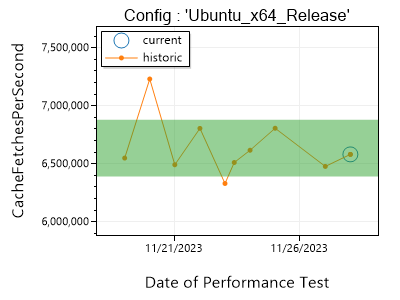 Config : 'Ubuntu_x64_Release'
current
historic
7,500,000
7,000,000
6,500,000
6,000,000
CacheFetchesPerSecond
11/21/2023
11/26/2023
Date of Performance Test